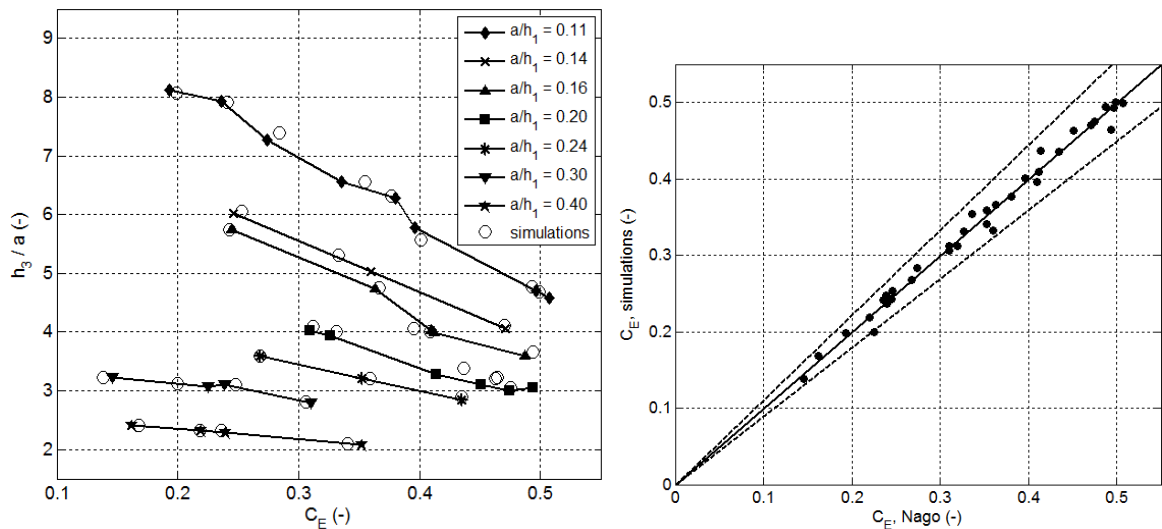 9
8
7
6
5
4
3
2
0.1
0.2
0.3
0.4
0.5
h3 / a (-)
CE (-)
a/h1 = 0.11
a/h1 = 0.14
a/h1 = 0.16
a/h1 = 0.20
a/h1 = 0.24
a/h1 = 0.30
a/h1 = 0.40
simulations
0.5
0.4
0.3
0.2
0.1
0
0
0.1
0.2
0.3
0.4
0.5
CE, simulations (-)
CE, Nago (-)